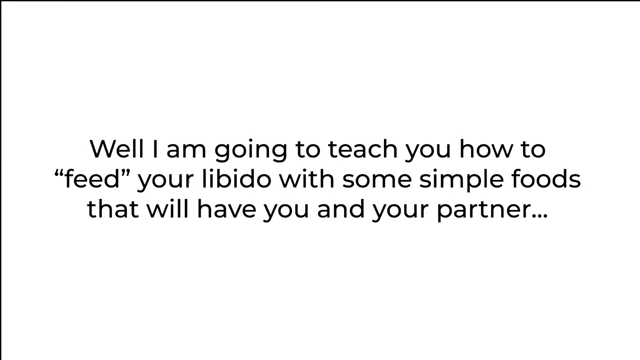 Well I am going to teach you how to
“feed” your libido with some simple foods
that will have you and your partner...